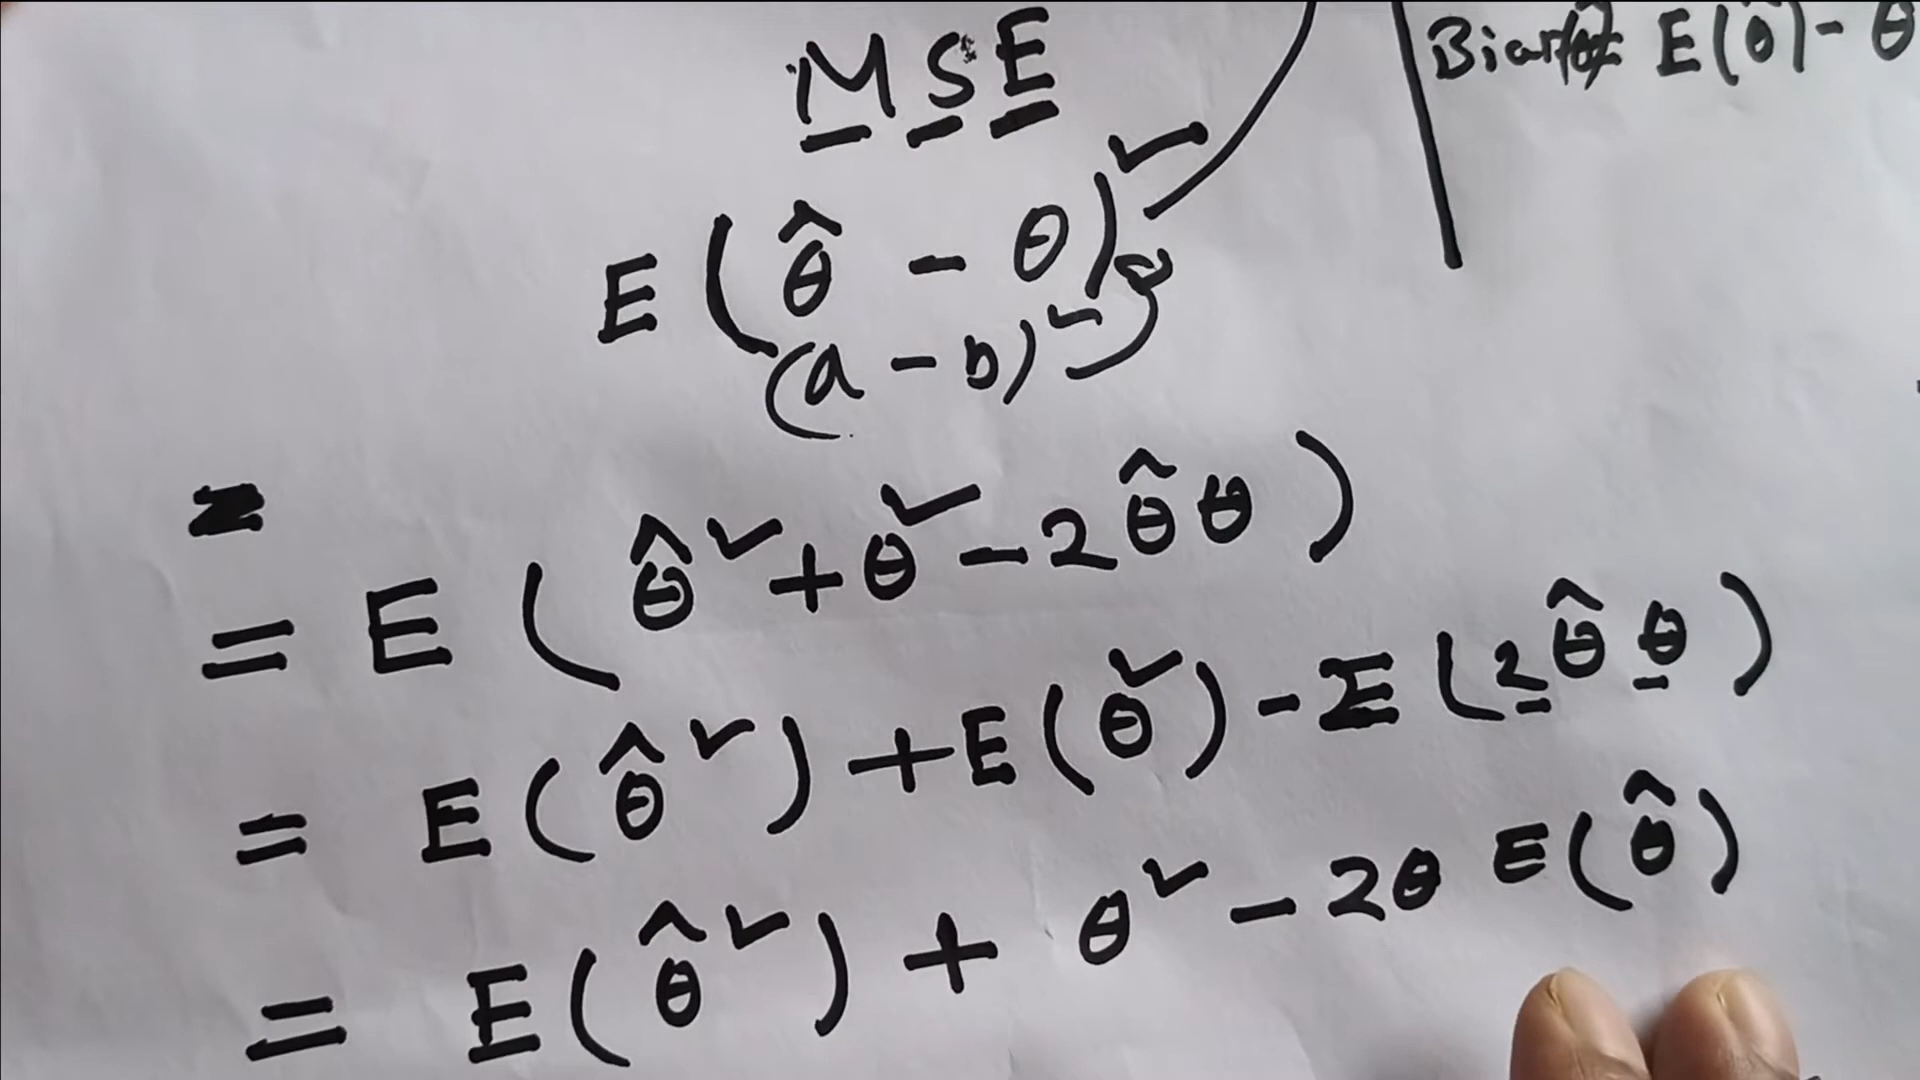 MSE
Bias(θ̂) E(θ̂) - θ
E(θ̂ - θ)²
(a - b)²
=
= E(θ̂² + θ² - 2θ̂θ)
= E(θ̂²) + E(θ²) - E(2θ̂θ)
= E(θ̂²) + θ² - 2θ E(θ̂)